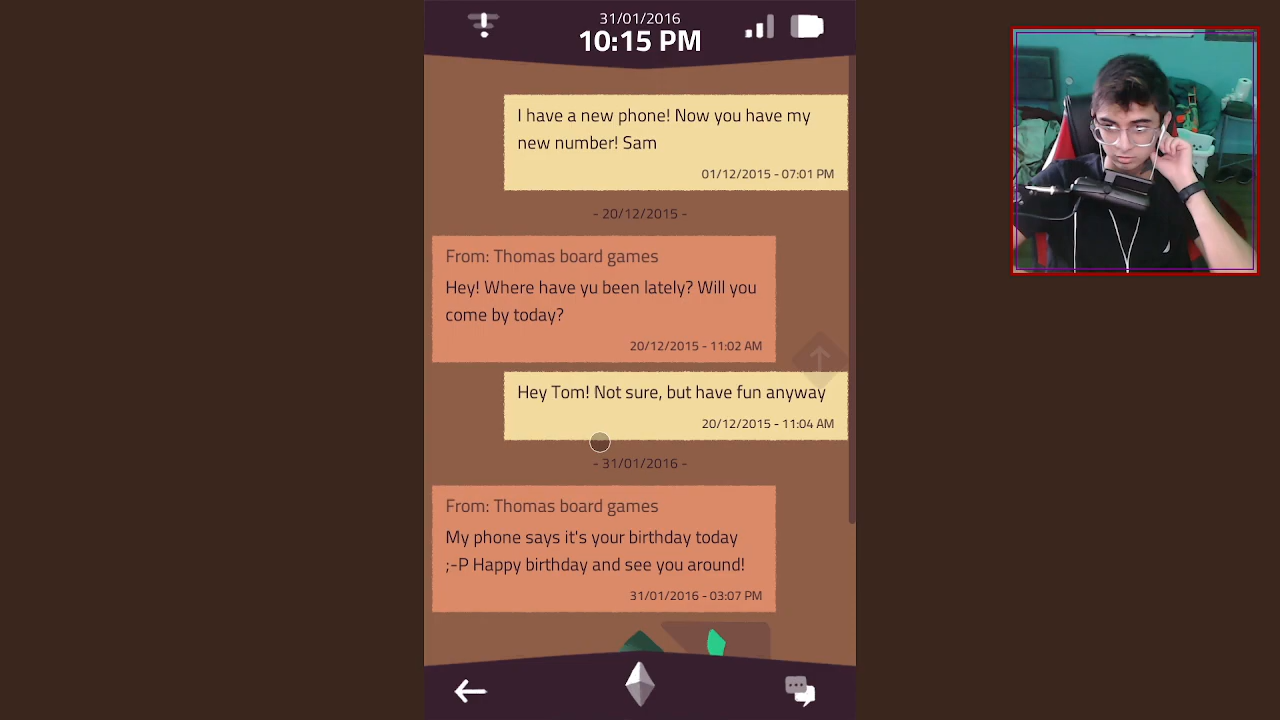 31/01/2016
10:15 PM
I have a new phone! Now you have my
new number! Sam
01/12/2015 - 07:01 PM
- 20/12/2015 -
From: Thomas board games
Hey! Where have yu been lately? Will you
come by today?
20/12/2015 - 11:02 AM
Hey Tom! Not sure, but have fun anyway
20/12/2015 - 11:04 AM
- 31/01/2016 -
From: Thomas board games
My phone says it's your birthday today
;-P Happy birthday and see you around!
31/01/2016 - 03:07 PM